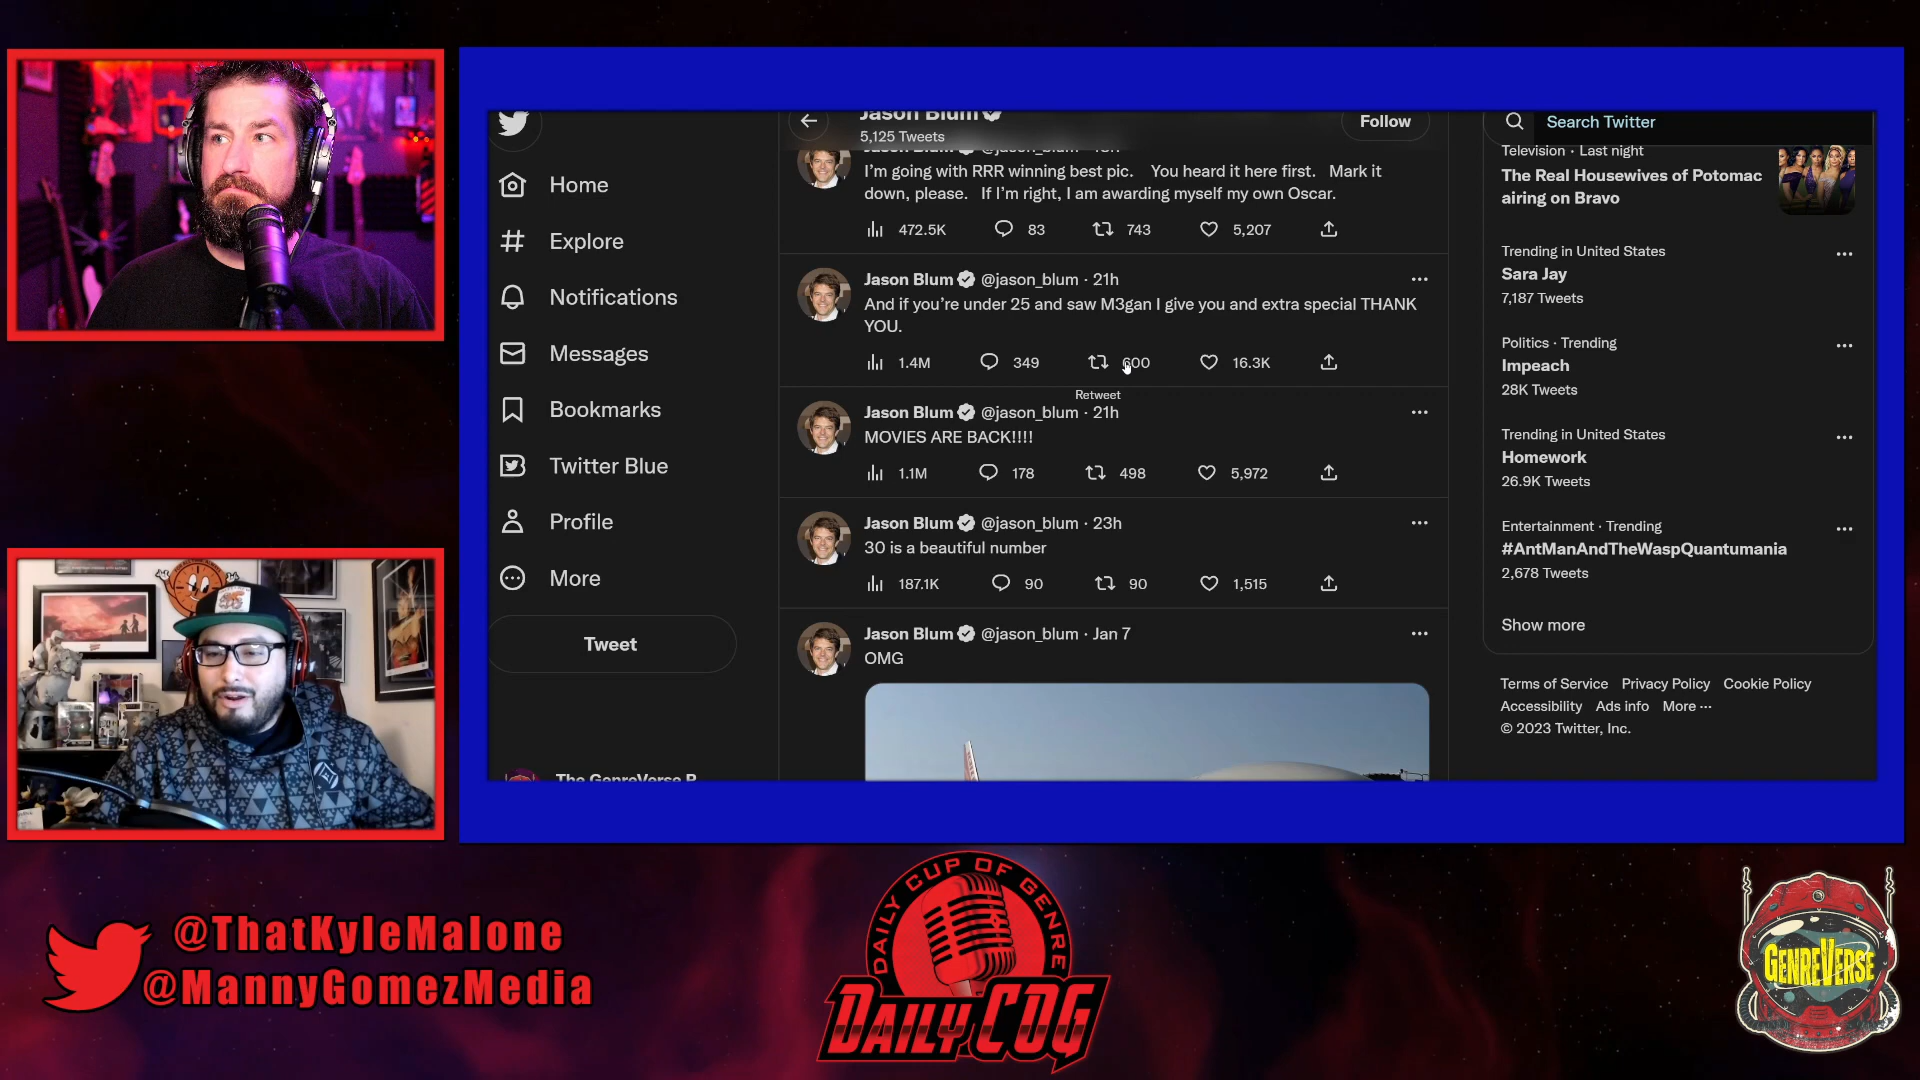 Jason Blum
5,125 Tweets
Follow
Search Twitter
Home
Explore
Notifications
Messages
Bookmarks
Twitter Blue
Profile
More
Tweet
I'm going with RRR winning best pic. You heard it here first. Mark it
down, please. If I'm right, I am awarding myself my own Oscar.
472.5K 83 743 5,207
Jason Blum @jason_blum · 21h
And if you're under 25 and saw M3gan I give you and extra special THANK
YOU.
1.4M 349 600 16.3K
Retweet
Jason Blum @jason_blum · 21h
MOVIES ARE BACK!!!!
1.1M 178 498 5,972
Jason Blum @jason_blum · 23h
30 is a beautiful number
187.1K 90 90 1,515
Jason Blum @jason_blum · Jan 7
OMG
Television · Last night
The Real Housewives of Potomac
airing on Bravo
Trending in United States
Sara Jay
7,187 Tweets
Politics · Trending
Impeach
28K Tweets
Trending in United States
Homework
26.9K Tweets
Entertainment · Trending
#AntManAndTheWaspQuantumania
2,678 Tweets
Show more
Terms of Service Privacy Policy Cookie Policy
Accessibility Ads info More ···
© 2023 Twitter, Inc.
The GenreVerse P
@ThatKyleMalone
@MannyGomezMedia
DAILY CUP OF GENRE
DAILY COG
GENREVERSE